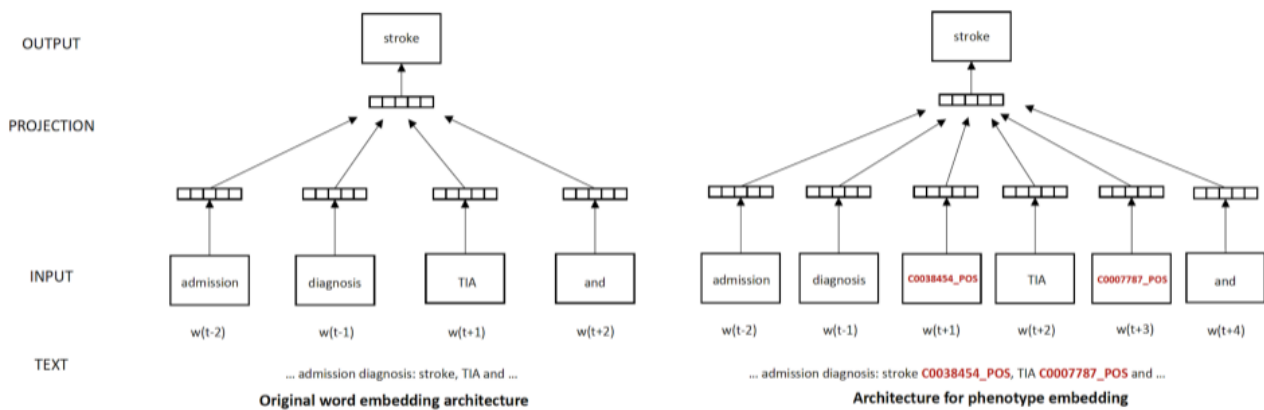 OUTPUT
stroke
stroke
PROJECTION
INPUT
admission diagnosis TIA and
admission diagnosis C0038454_POS TIA C0007787_POS and
w(t-2) w(t-1) w(t+1) w(t+2)
w(t-2) w(t-1) w(t+1) w(t+2) w(t+3) w(t+4)
TEXT
... admission diagnosis: stroke, TIA and ...
... admission diagnosis: stroke C0038454_POS, TIA C0007787_POS and ...
Original word embedding architecture
Architecture for phenotype embedding